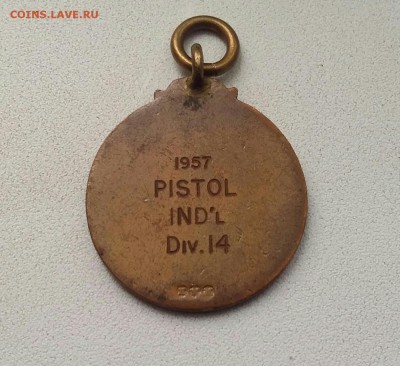 COINS.LAVE.RU
1957
PISTOL
IND'L
DIV.14